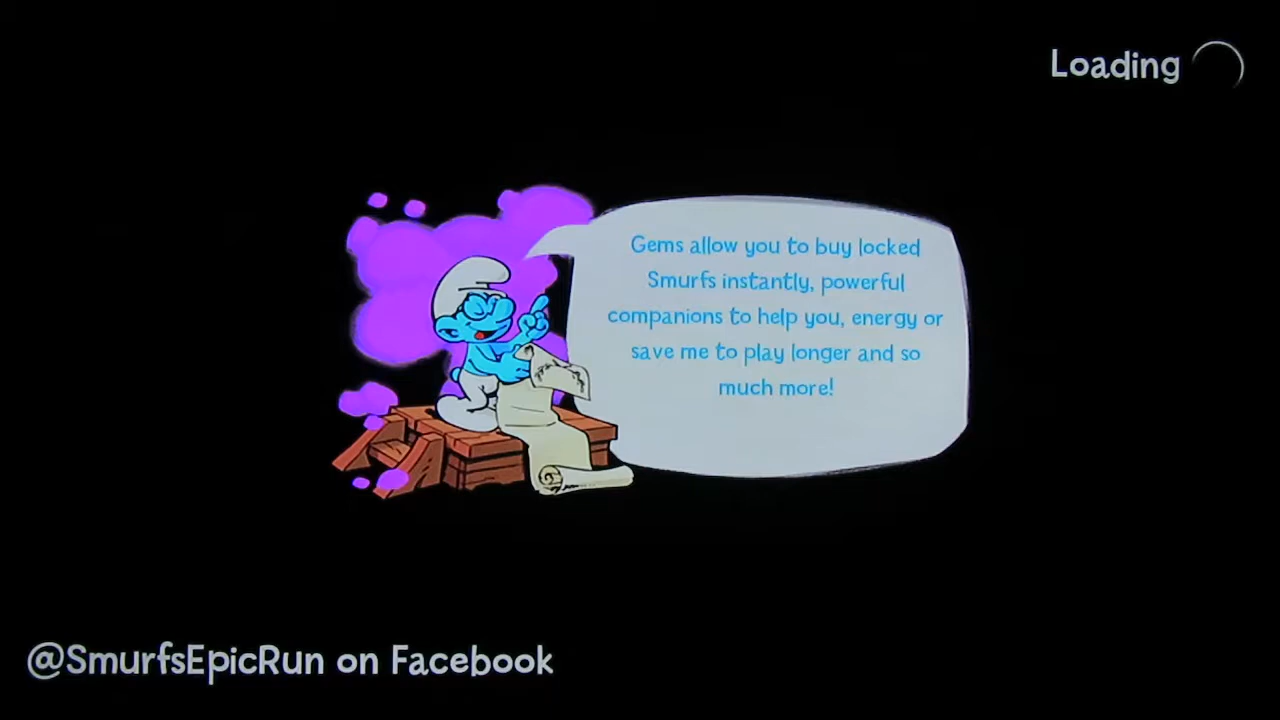 Loading
Gems allow you to buy locked
Smurfs instantly, powerful
companions to help you, energy or
save me to play longer and so
much more!
@SmurfsEpicRun on Facebook